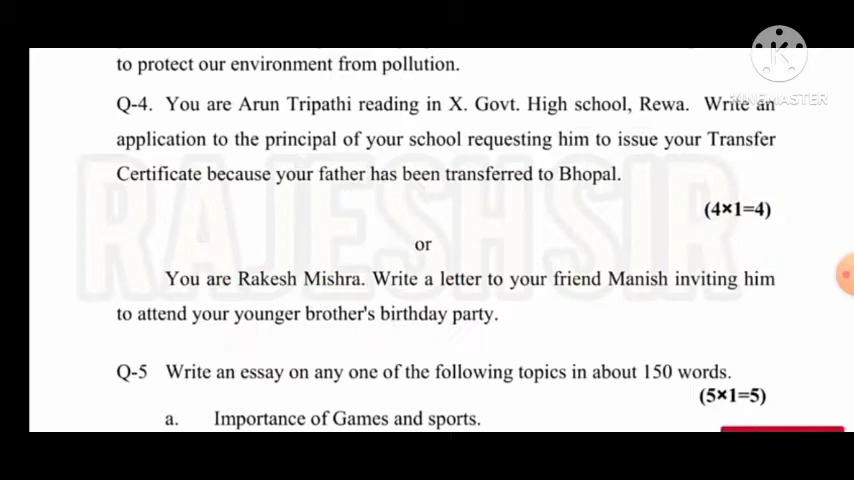 to protect our environment from pollution.
KINEMASTER
Q-4. You are Arun Tripathi reading in X. Govt. High school, Rewa. Write an
application to the principal of your school requesting him to issue your Transfer
Certificate because your father has been transferred to Bhopal.
(4×1=4)
RAJESH SIR
or
You are Rakesh Mishra. Write a letter to your friend Manish inviting him
to attend your younger brother's birthday party.
Q-5 Write an essay on any one of the following topics in about 150 words.
(5×1=5)
a. Importance of Games and sports.